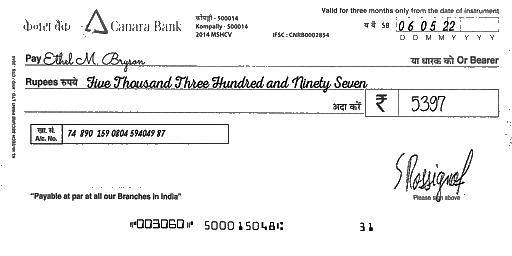 Valid for three months only from the date of instrument
केनरा बैंक Canara Bank
कोंपल्ली - 500014
Kompally - 500014
2014 MSHCV
IFSC : CNRB0002854
SB 06 05 22
D D M M Y Y Y Y
Pay Ethel M. Bryson या धारक को Or Bearer
Rupees रुपये Five Thousand Three Hundred and Ninety Seven
अदा करें ₹ 5397
खा. सं.
A/c. No. 74 890 159 0804 594049 87
S Rossignol
Please sign above
"Payable at par at all our Branches in India"
⑈003060⑈ 500015048⑆ 31